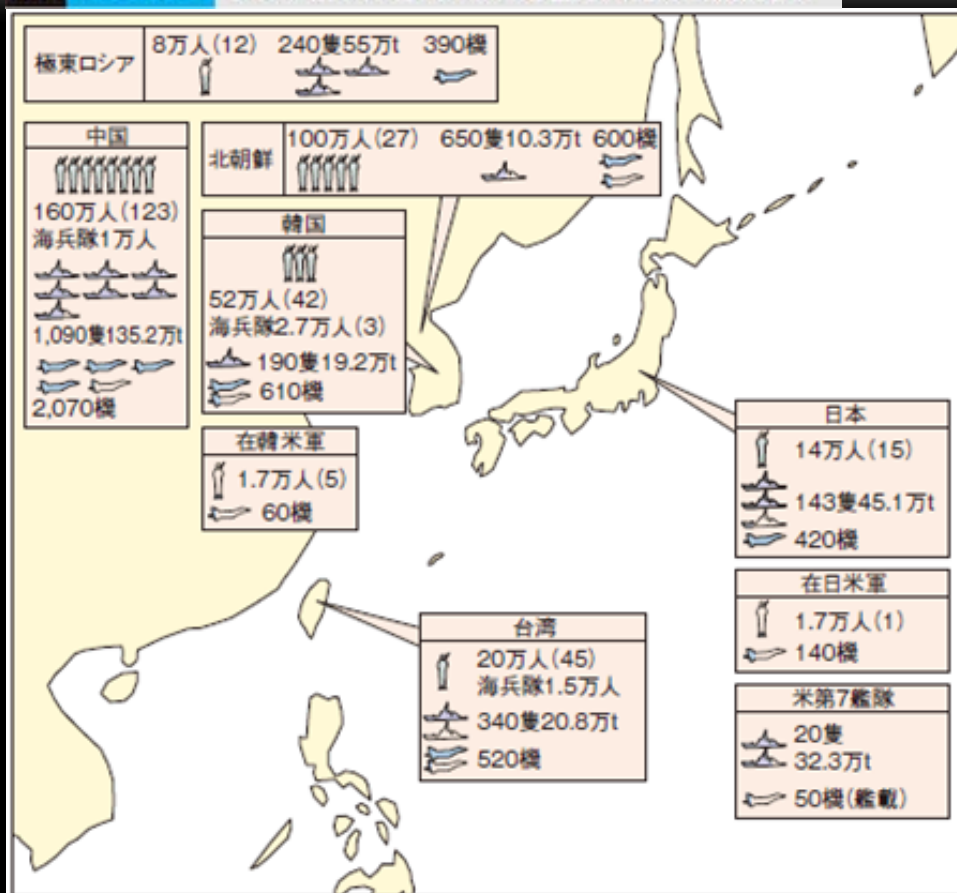 極東ロシア
8万人(12) 240隻55万t 390機
中国
160万人(123)
海兵隊1万人
1,090隻135.2万t
2,070機
北朝鮮
100万人(27) 650隻10.3万t 600機
韓国
52万人(42)
海兵隊2.7万人(3)
190隻19.2万t
610機
在韓米軍
1.7万人(5)
60機
日本
14万人(15)
143隻45.1万t
420機
在日米軍
1.7万人(1)
140機
台湾
20万人(45)
海兵隊1.5万人
340隻20.8万t
520機
米第7艦隊
20隻
32.3万t
50機(艦載)